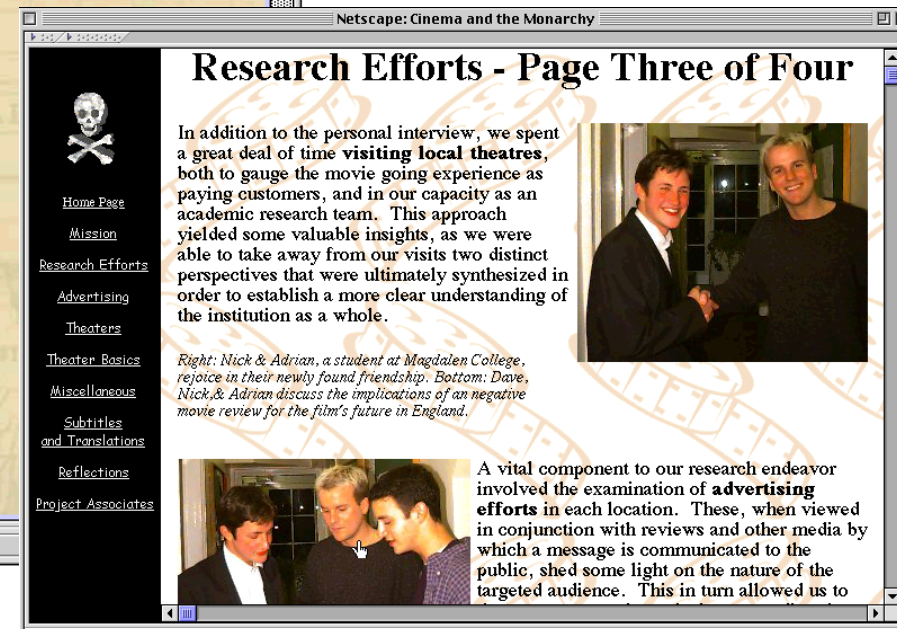 Netscape: Cinema and the Monarchy
Research Efforts - Page Three of Four
Home Page
Mission
Research Efforts
Advertising
Theaters
Theater Basics
Miscellaneous
Subtitles
and Translations
Reflections
Project Associates
In addition to the personal interview, we spent
a great deal of time visiting local theatres,
both to gauge the movie going experience as
paying customers, and in our capacity as an
academic research team. This approach
yielded some valuable insights, as we were
able to take away from our visits two distinct
perspectives that were ultimately synthesized in
order to establish a more clear understanding of
the institution as a whole.
Right: Nick & Adrian, a student at Magdalen College,
rejoice in their newly found friendship. Bottom: Dave,
Nick,& Adrian discuss the implications of an negative
movie review for the film's future in England.
A vital component to our research endeavor
involved the examination of advertising
efforts in each location. These, when viewed
in conjunction with reviews and other media by
which a message is communicated to the
public, shed some light on the nature of the
targeted audience. This in turn allowed us to